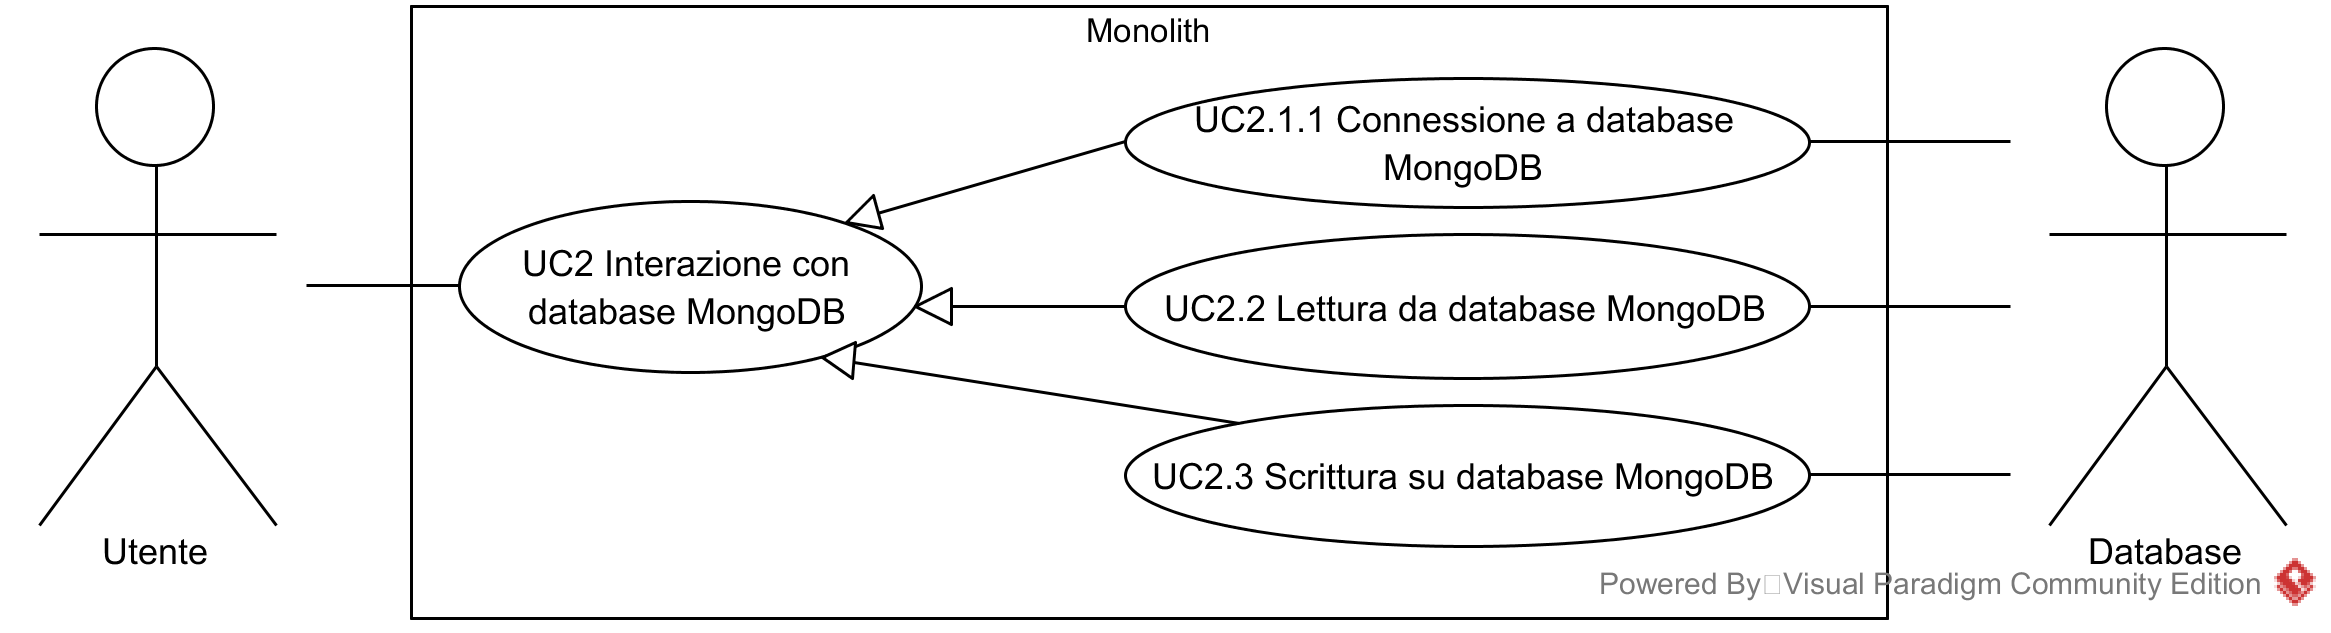 Monolith
UC2.1.1 Connessione a database
MongoDB
UC2 Interazione con
database MongoDB
UC2.2 Lettura da database MongoDB
UC2.3 Scrittura su database MongoDB
Utente
Database
Powered By Visual Paradigm Community Edition